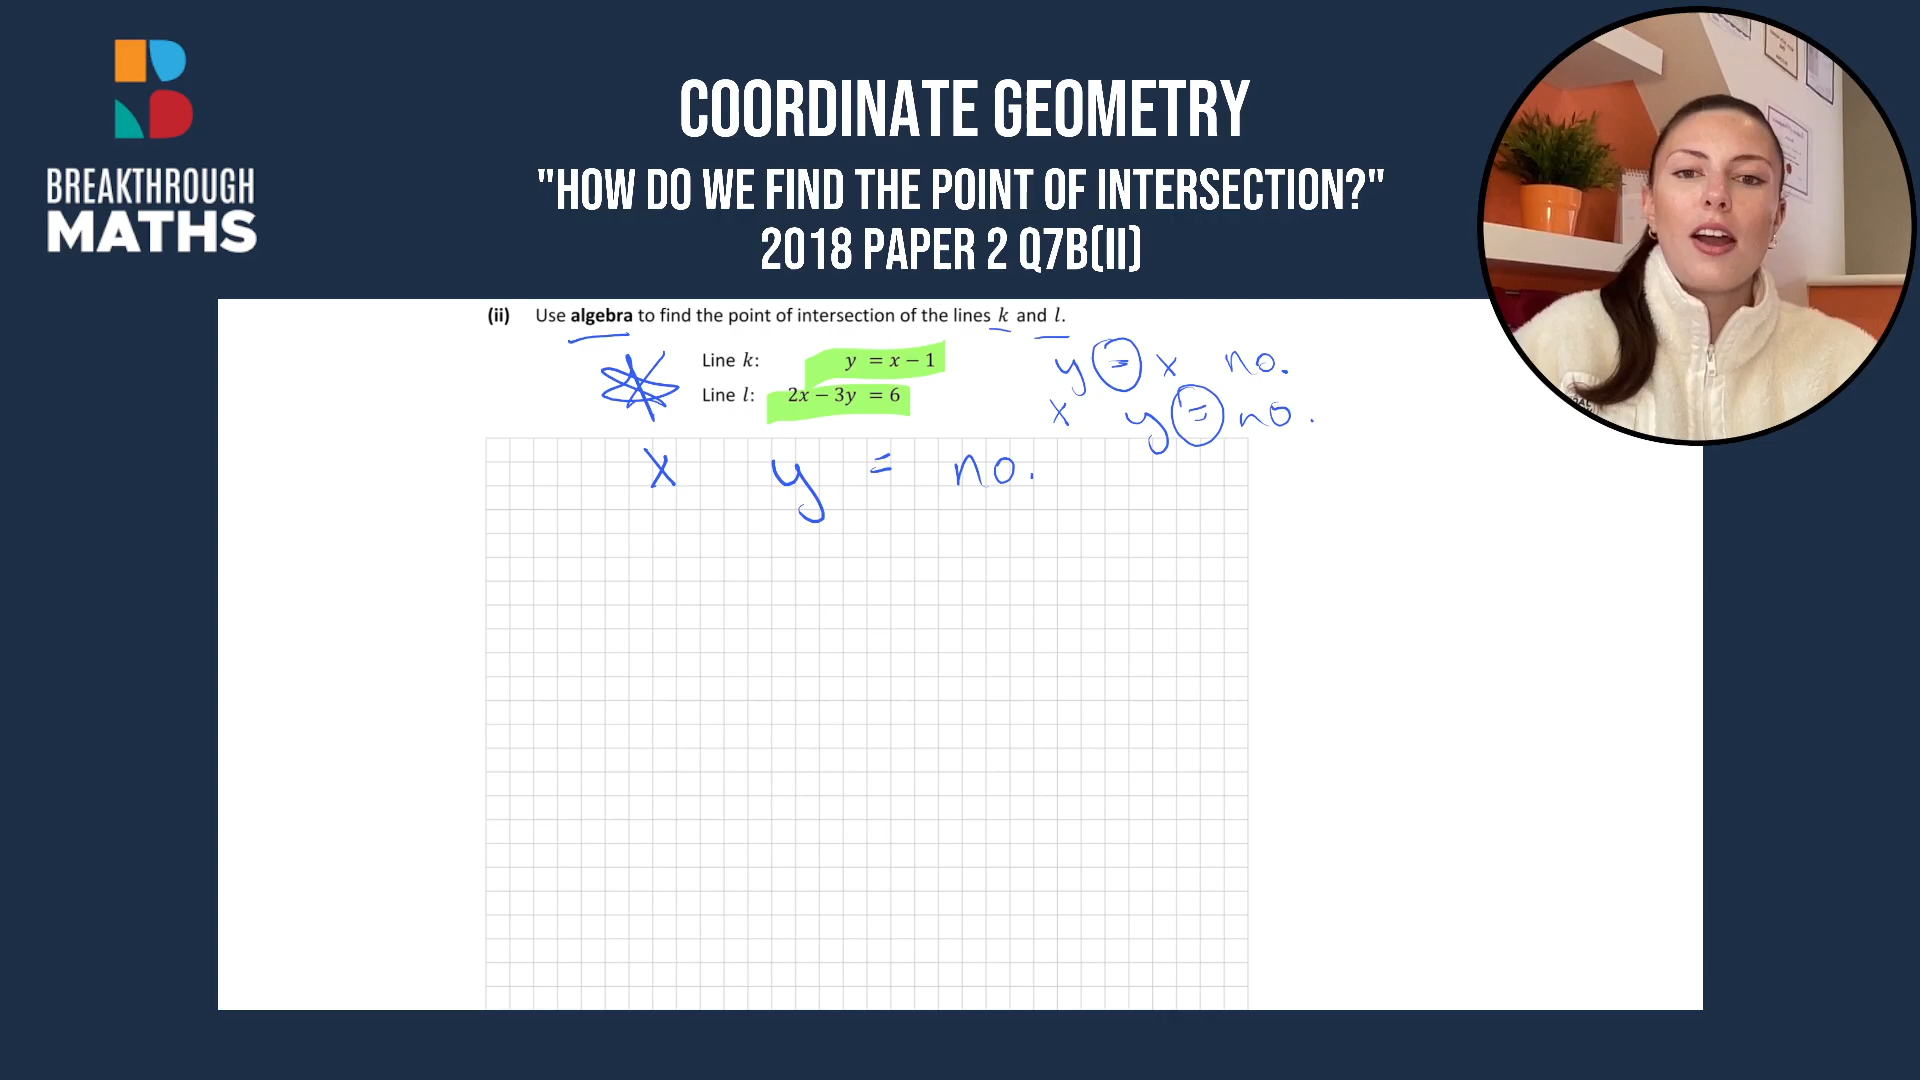 BREAKTHROUGH
MATHS
COORDINATE GEOMETRY
"HOW DO WE FIND THE POINT OF INTERSECTION?"
2018 PAPER 2 Q7B(II)
(ii) Use algebra to find the point of intersection of the lines k and l.
Line k: y = x − 1
Line l: 2x − 3y = 6
y = x no.
x y = no.
x y = no.